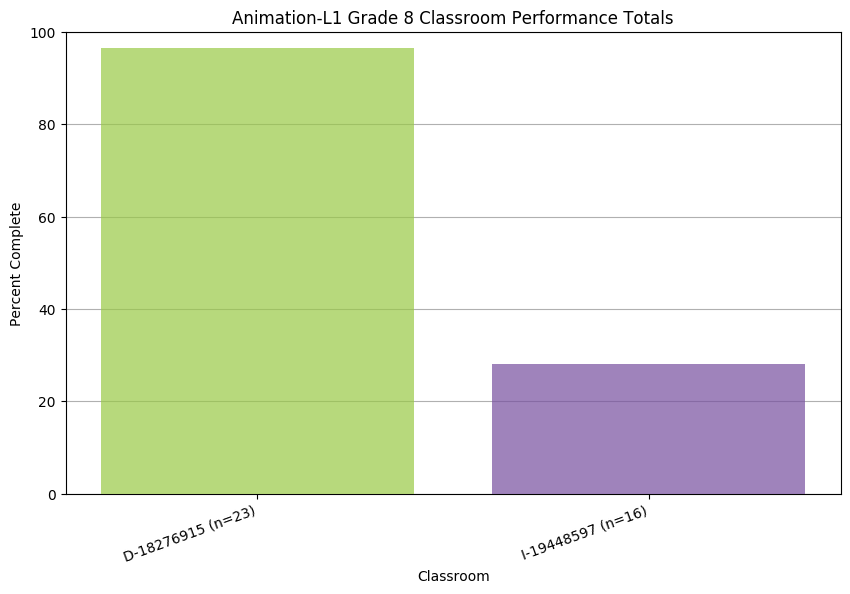 Animation-L1 Grade 8 Classroom Performance Totals
100
80
60
40
20
0
Percent Complete
D-18276915 (n=23)
I-19448597 (n=16)
Classroom